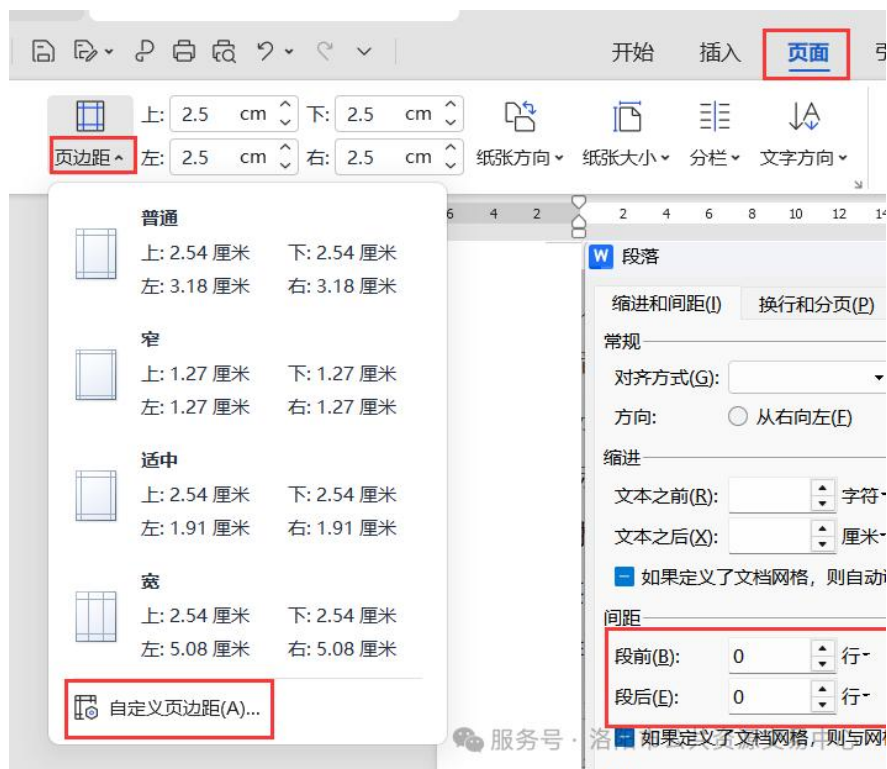 开始 插入 页面
上: 2.5 cm 下: 2.5 cm
页边距 左: 2.5 cm 右: 2.5 cm 纸张方向 纸张大小 分栏 文字方向
6 4 2 2 4 6 8 10 12 14
普通
上: 2.54 厘米 下: 2.54 厘米
左: 3.18 厘米 右: 3.18 厘米
窄
上: 1.27 厘米 下: 1.27 厘米
左: 1.27 厘米 右: 1.27 厘米
适中
上: 2.54 厘米 下: 2.54 厘米
左: 1.91 厘米 右: 1.91 厘米
宽
上: 2.54 厘米 下: 2.54 厘米
左: 5.08 厘米 右: 5.08 厘米
自定义页边距(A)...
W 段落
缩进和间距(I) 换行和分页(P)
常规
对齐方式(G):
方向: 从右向左(F)
缩进
文本之前(R): 字符
文本之后(X): 厘米
如果定义了文档网格，则自动
间距
段前(B): 0 行
段后(E): 0 行
如果定义了文档网格，则与网格
服务号 · 洛